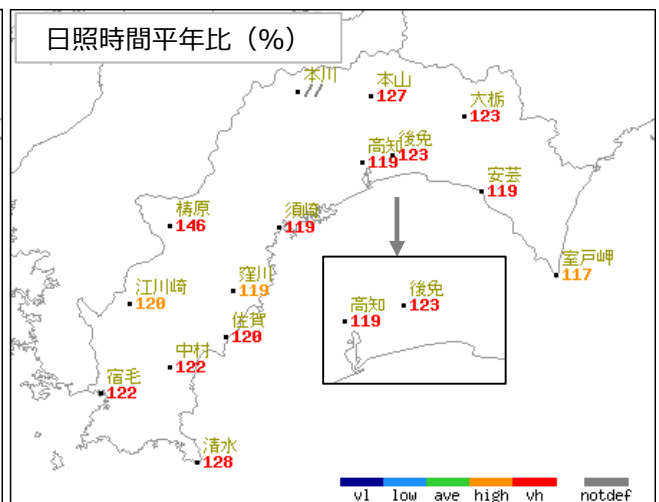 日照時間平年比（%）
本川
//
本山
127
大栃
123
高知
119
後免
123
安芸
119
梼原
146
須崎
119
室戸岬
117
江川崎
120
窪川
119
佐賀
120
中村
122
宿毛
122
清水
128
高知
119
後免
123
vl low ave high vh notdef